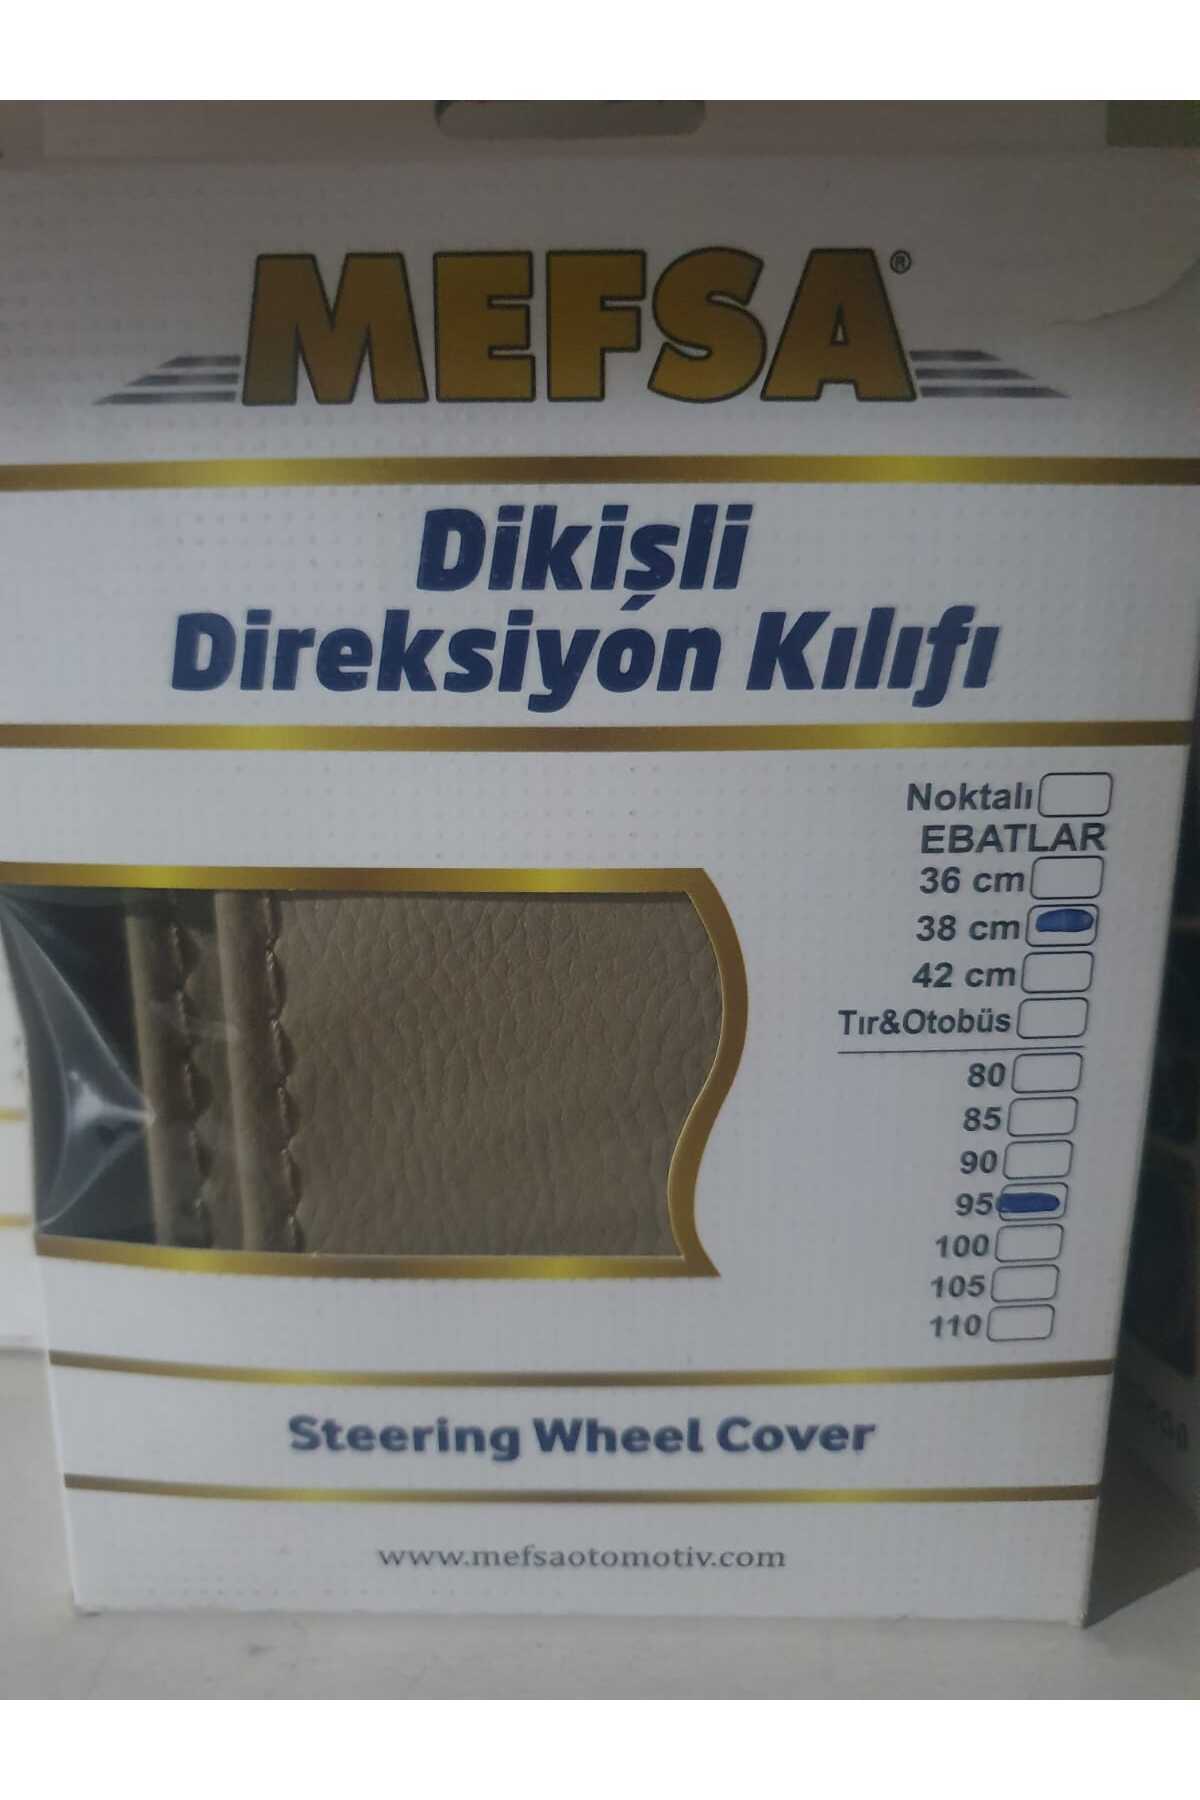 MEFSA®
Dikişli
Direksiyon Kılıfı
Noktalı
EBATLAR
36 cm
38 cm
42 cm
Tır&Otobüs
80
85
90
95
100
105
110
Steering Wheel Cover
www.mefsaotomotiv.com